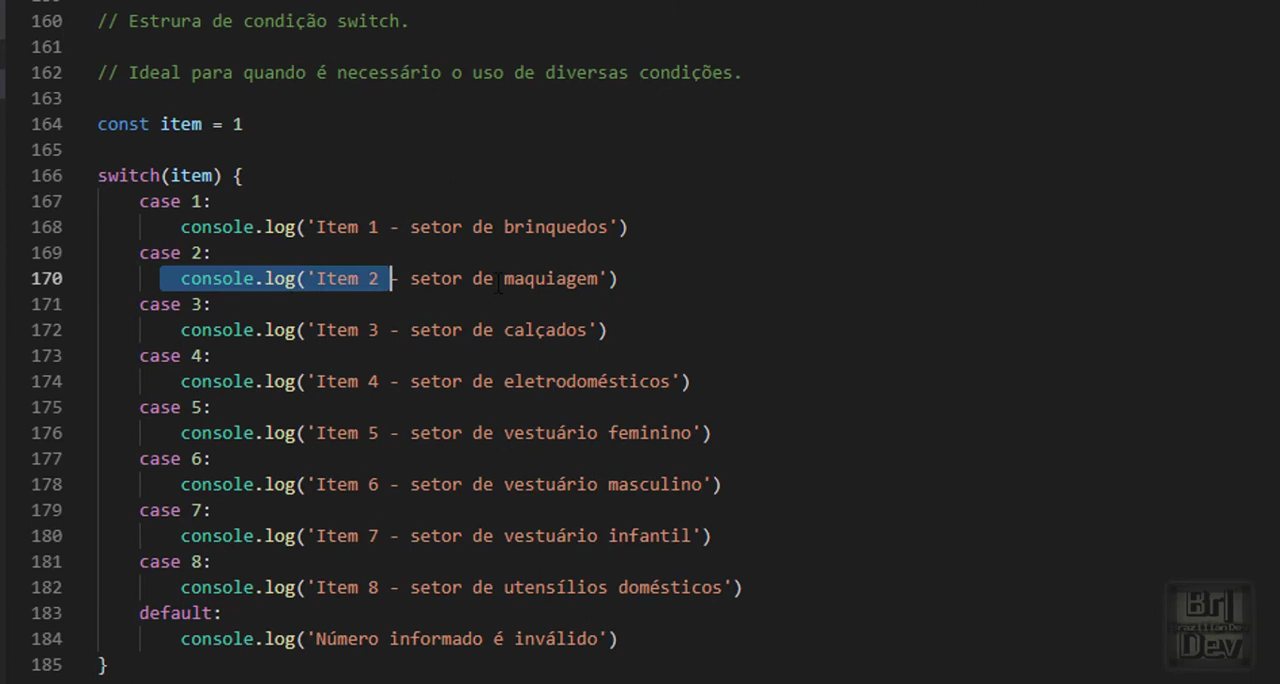 160 // Estrura de condição switch.
161
162 // Ideal para quando é necessário o uso de diversas condições.
163
164 const item = 1
165
166 switch(item) {
167 case 1:
168 console.log('Item 1 - setor de brinquedos')
169 case 2:
170 console.log('Item 2 - setor de maquiagem')
171 case 3:
172 console.log('Item 3 - setor de calçados')
173 case 4:
174 console.log('Item 4 - setor de eletrodomésticos')
175 case 5:
176 console.log('Item 5 - setor de vestuário feminino')
177 case 6:
178 console.log('Item 6 - setor de vestuário masculino')
179 case 7:
180 console.log('Item 7 - setor de vestuário infantil')
181 case 8:
182 console.log('Item 8 - setor de utensílios domésticos')
183 default:
184 console.log('Número informado é inválido')
185 }
Br
BrazilianDev
Dev